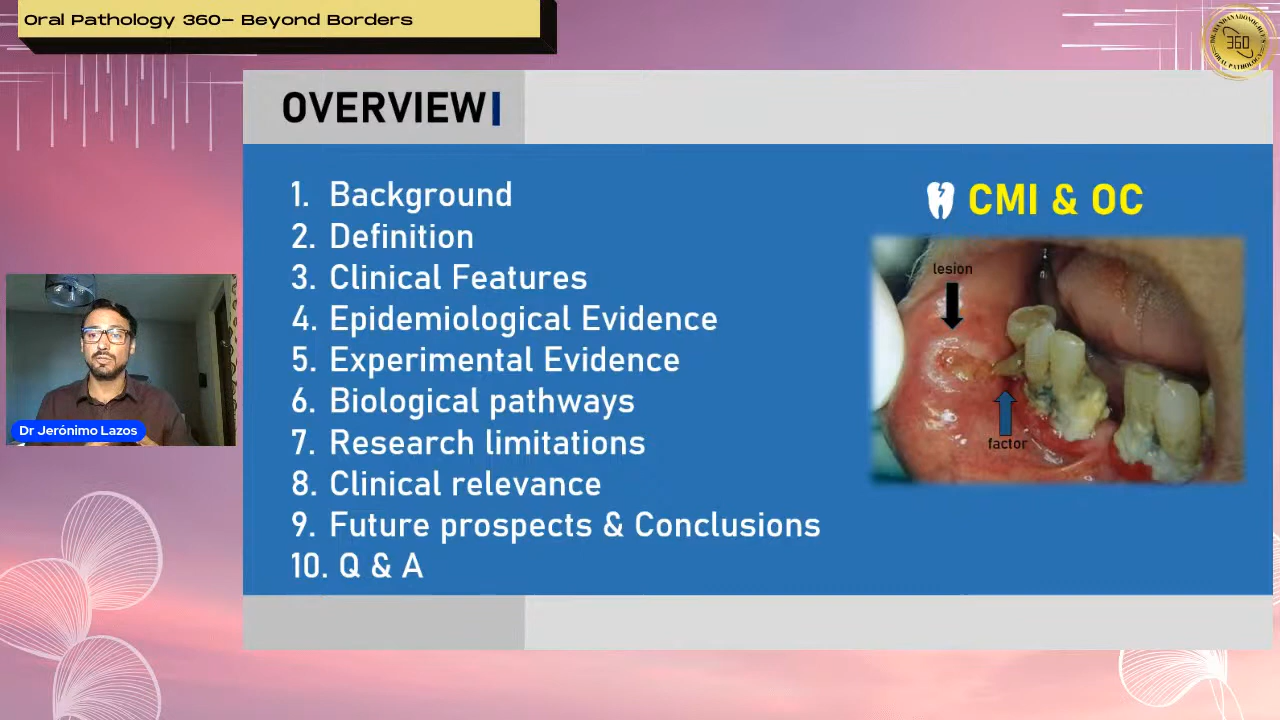 Oral Pathology 360- Beyond Borders
360
ORAL PATHOLOGY
OVERVIEW
1. Background
2. Definition
3. Clinical Features
4. Epidemiological Evidence
5. Experimental Evidence
6. Biological pathways
7. Research limitations
8. Clinical relevance
9. Future prospects & Conclusions
10. Q & A
CMI & OC
lesion
factor
Dr Jerónimo Lazos